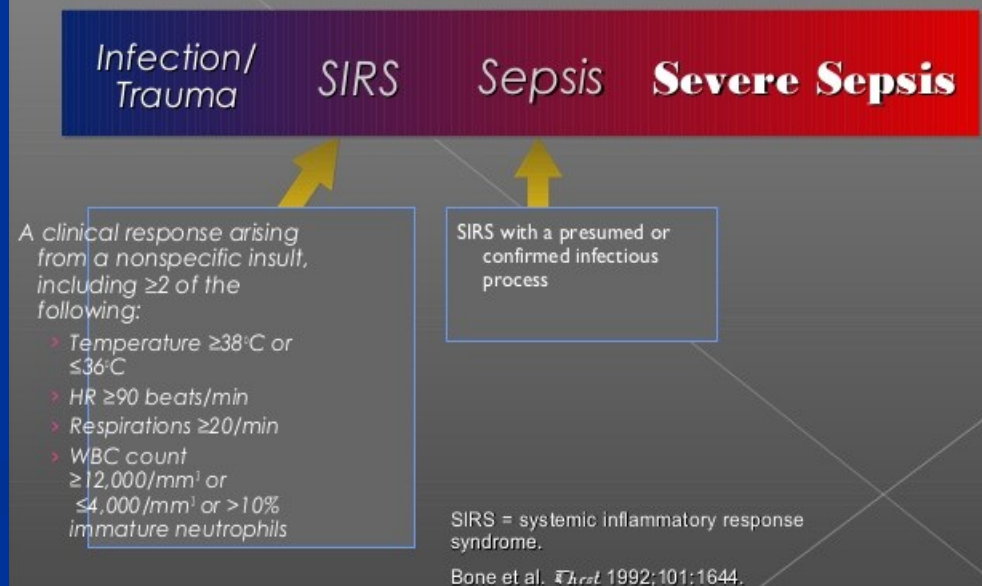 Infection/
Trauma
SIRS
Sepsis
Severe Sepsis
A clinical response arising
from a nonspecific insult,
including ≥2 of the
following:
› Temperature ≥38°C or
≤36°C
› HR ≥90 beats/min
› Respirations ≥20/min
› WBC count
≥12,000/mm³ or
≤4,000/mm³ or >10%
immature neutrophils
SIRS with a presumed or
confirmed infectious
process
SIRS = systemic inflammatory response
syndrome.
Bone et al. Chest 1992;101:1644.